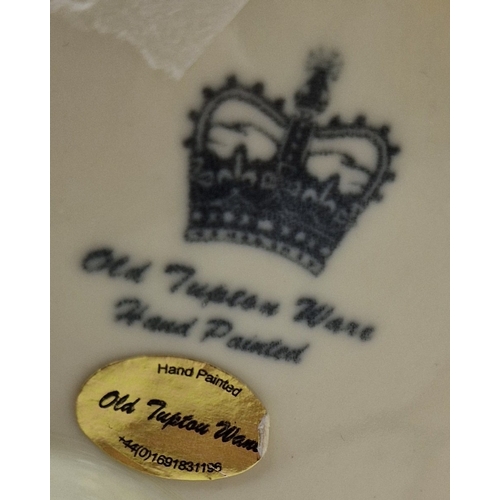 Old Tupton Ware
Hand Painted
Hand Painted
Old Tupton Ware
+44(0)1691831196